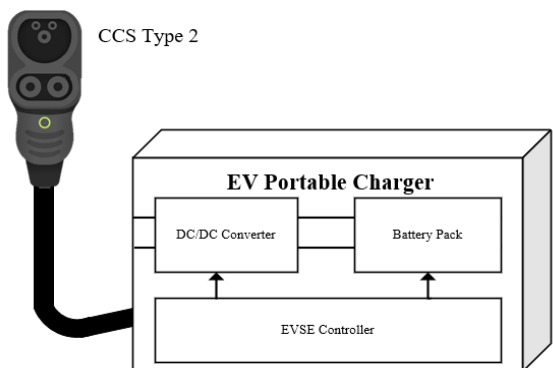 CCS Type 2
EV Portable Charger
DC/DC Converter
Battery Pack
EVSE Controller